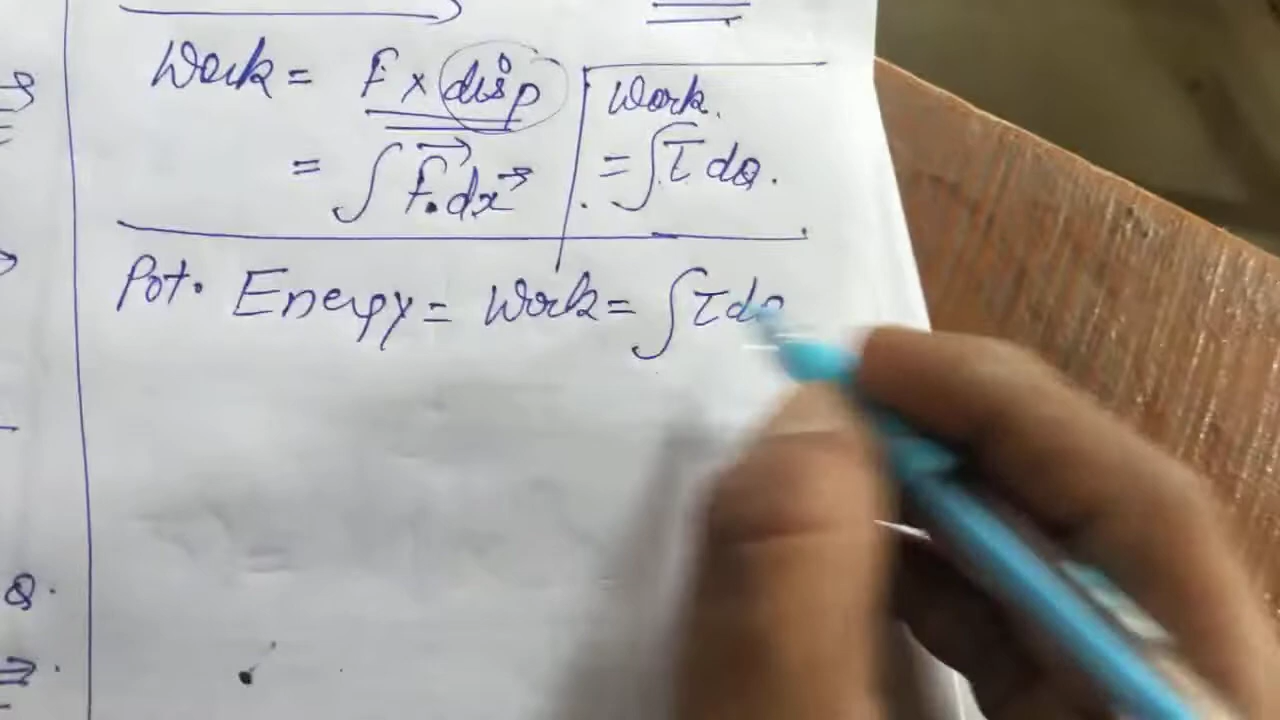 Work = F × disp
= ∫ F⃗ . dx⃗
Work.
= ∫ τ dθ.
Pot. Energy = Work = ∫ τ dθ
θ.